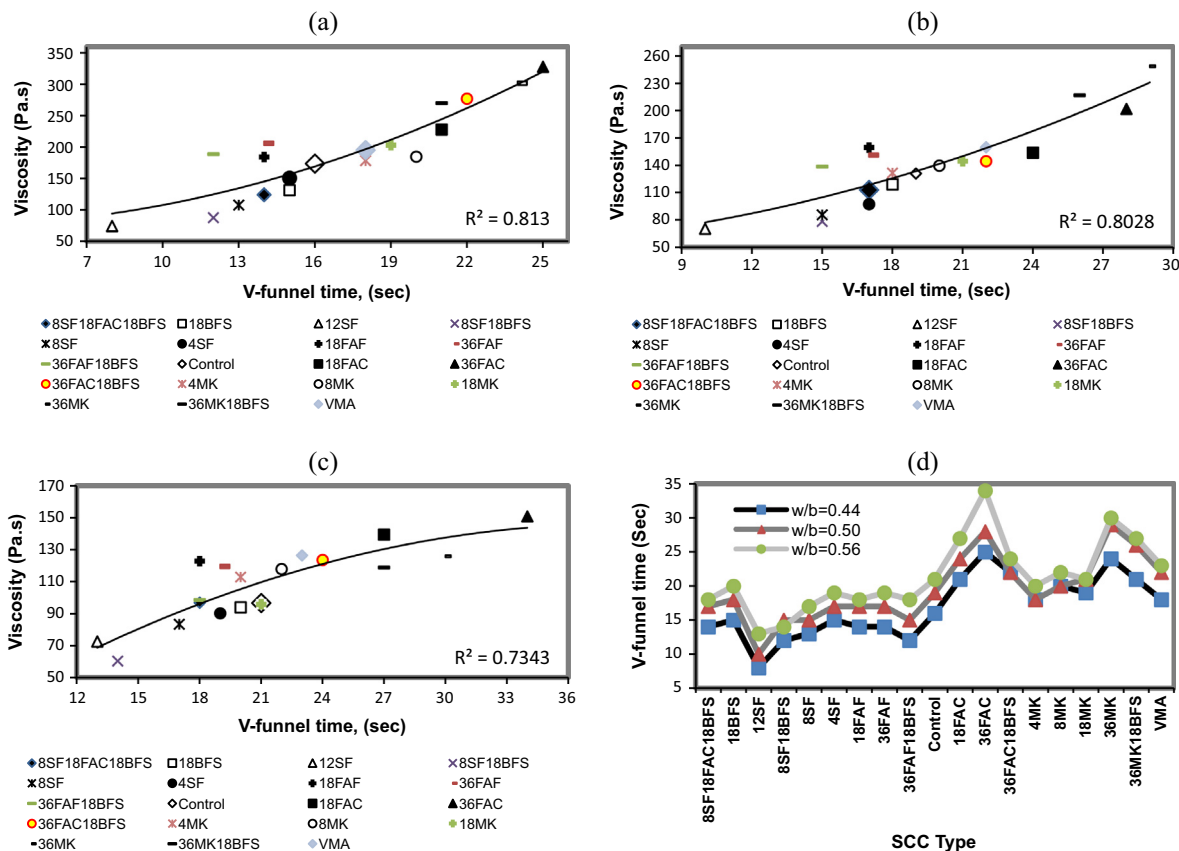 (a)
Viscosity (Pa.s)
350
300
250
200
150
100
50
7 10 13 16 19 22 25
R² = 0.813
V-funnel time, (sec)
8SF18FAC18BFS 18BFS 12SF 8SF18BFS
8SF 4SF 18FAF 36FAF
36FAF18BFS Control 18FAC 36FAC
36FAC18BFS 4MK 8MK 18MK
36MK 36MK18BFS VMA
(b)
Viscosity (Pa.s)
260
230
200
170
140
110
80
50
9 12 15 18 21 24 27 30
R² = 0.8028
V-funnel time, (sec)
8SF18FAC18BFS 18BFS 12SF 8SF18BFS
8SF 4SF 18FAF 36FAF
36FAF18BFS Control 18FAC 36FAC
36FAC18BFS 4MK 8MK 18MK
36MK 36MK18BFS VMA
(c)
Viscosity (Pa.s)
170
150
130
110
90
70
50
12 15 18 21 24 27 30 33 36
R² = 0.7343
V-funnel time, (sec)
8SF18FAC18BFS 18BFS 12SF 8SF18BFS
8SF 4SF 18FAF 36FAF
36FAF18BFS Control 18FAC 36FAC
36FAC18BFS 4MK 8MK 18MK
36MK 36MK18BFS VMA
(d)
V-funnel time (Sec)
35
30
25
20
15
10
5
w/b=0.44
w/b=0.50
w/b=0.56
8SF18FAC18BFS
18BFS
12SF
8SF18BFS
8SF
4SF
18FAF
36FAF
36FAF18BFS
Control
18FAC
36FAC
36FAC18BFS
4MK
8MK
18MK
36MK
36MK18BFS
VMA
SCC Type